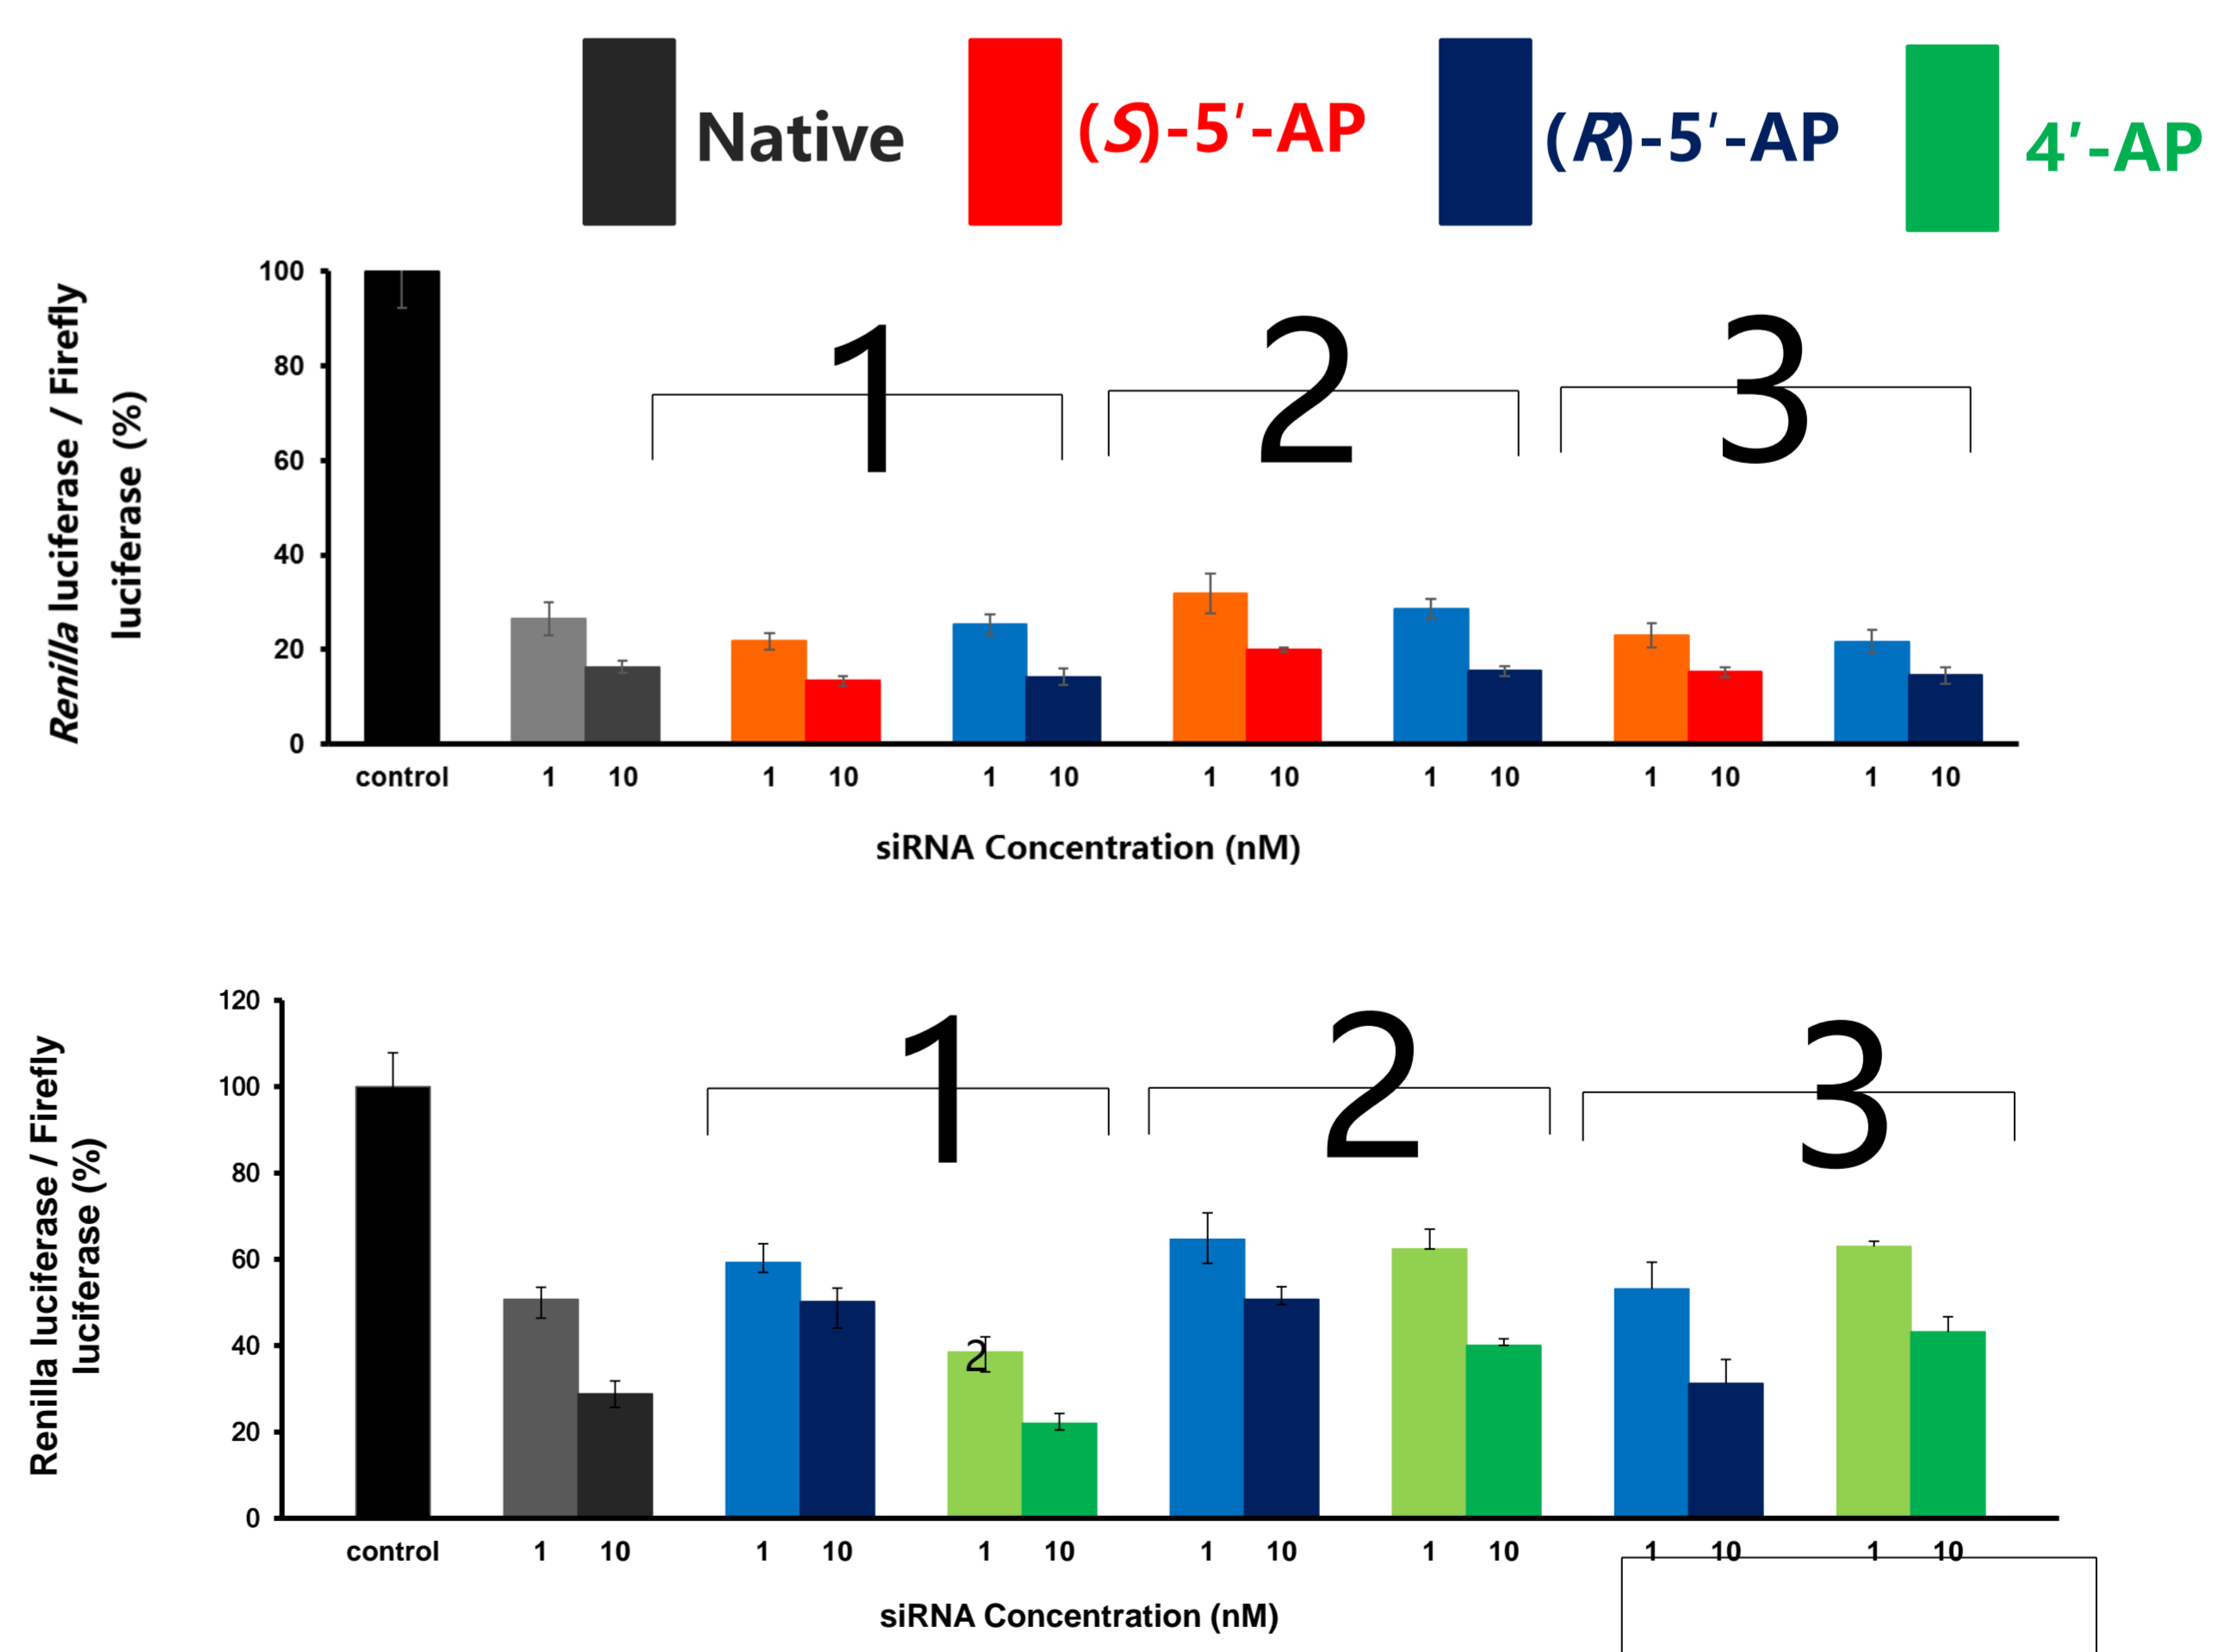 Native (S)-5′-AP (R)-5′-AP 4′-AP
Renilla luciferase / Firefly
luciferase (%)
100
80
60
40
20
0
1 2 3
control 1 10 1 10 1 10 1 10 1 10 1 10 1 10
siRNA Concentration (nM)
Renilla luciferase / Firefly
luciferase (%)
120
100
80
60
40
20
0
1 2 3
2
control 1 10 1 10 1 10 1 10 1 10 1 10 1 10
siRNA Concentration (nM)